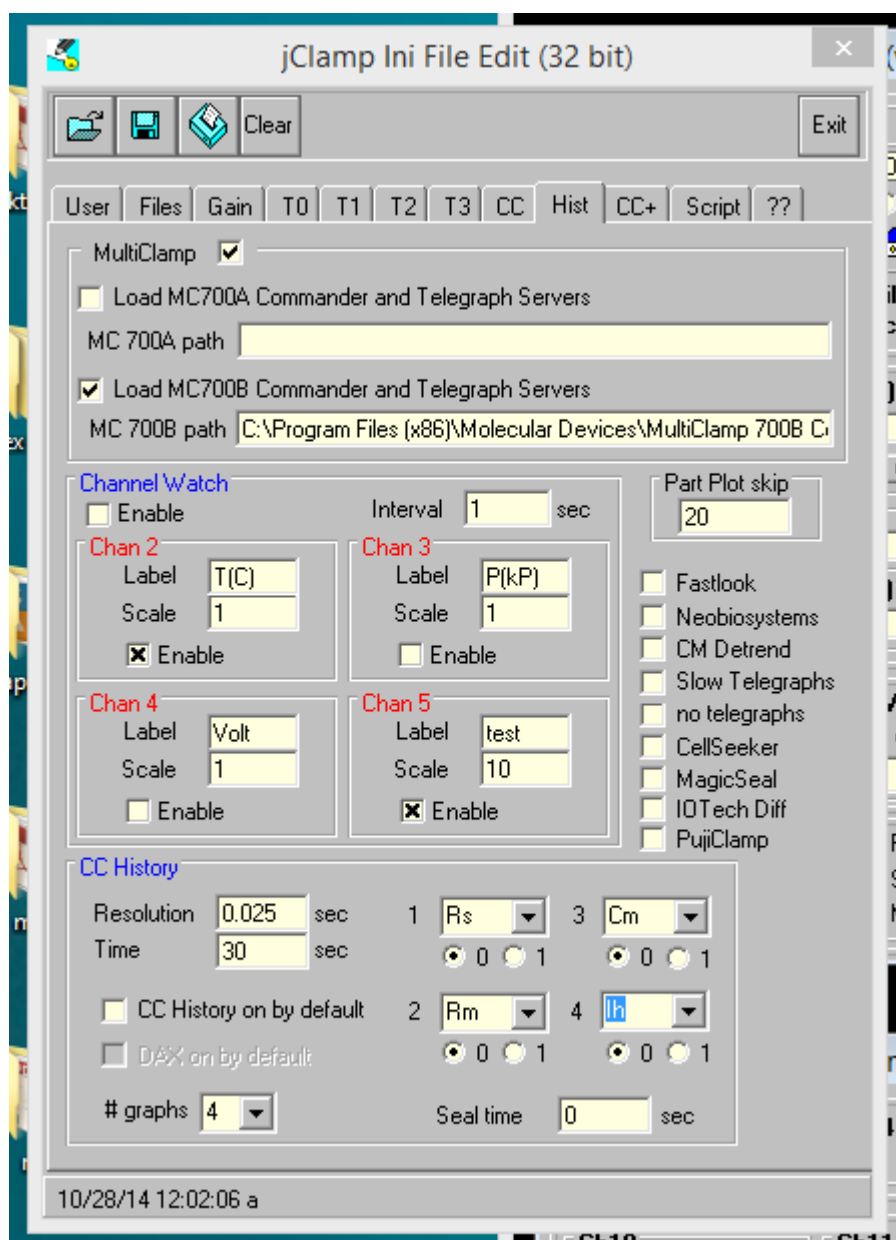 jClamp Ini File Edit (32 bit)
Clear Exit
User Files Gain T0 T1 T2 T3 CC Hist CC+ Script ??
MultiClamp
Load MC700A Commander and Telegraph Servers
MC 700A path
Load MC700B Commander and Telegraph Servers
MC 700B path C:\Program Files (x86)\Molecular Devices\MultiClamp 700B
Channel Watch
Enable
Interval 1 sec
Part Plot skip
20
Chan 2
Label T(C)
Scale 1
Enable
Chan 3
Label P(kP)
Scale 1
Enable
Chan 4
Label Volt
Scale 1
Enable
Chan 5
Label test
Scale 10
Enable
Fastlook
Neobiosystems
CM Detrend
Slow Telegraphs
no telegraphs
CellSeeker
MagicSeal
IOTech Diff
PujiClamp
CC History
Resolution 0.025 sec
Time 30 sec
CC History on by default
DAX on by default
# graphs 4
1 Rs
0 1
3 Cm
0 1
2 Rm
0 1
4 Ih
0 1
Seal time 0 sec
10/28/14 12:02:06 a